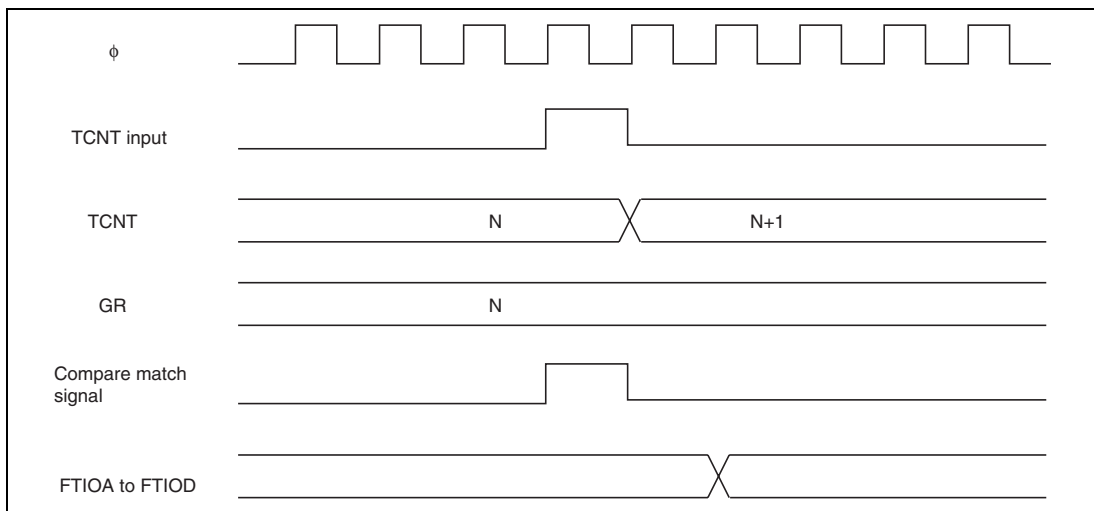 ϕ
TCNT input
TCNT
N
N+1
GR
N
Compare match
signal
FTIOA to FTIOD